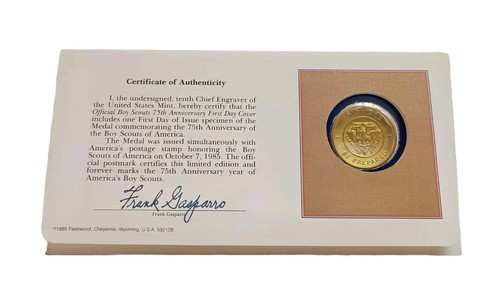 Certificate of Authenticity
I, the undersigned, tenth Chief Engraver of
the United States Mint, hereby certify that the
Official Boy Scouts 75th Anniversary First Day Cover
includes one First Day of Issue specimen of the
Medal commemorating the 75th Anniversary of
the Boy Scouts of America.
The Medal was issued simultaneously with
America's postage stamp honoring the Boy
Scouts of America on October 7, 1985. The offi-
cial postmark certifies this limited edition and
forever marks the 75th Anniversary year of
America's Boy Scouts.
Frank Gasparro
Frank Gasparro
©1985 Fleetwood, Cheyenne, Wyoming, U.S.A. 592128
BE PREPARED